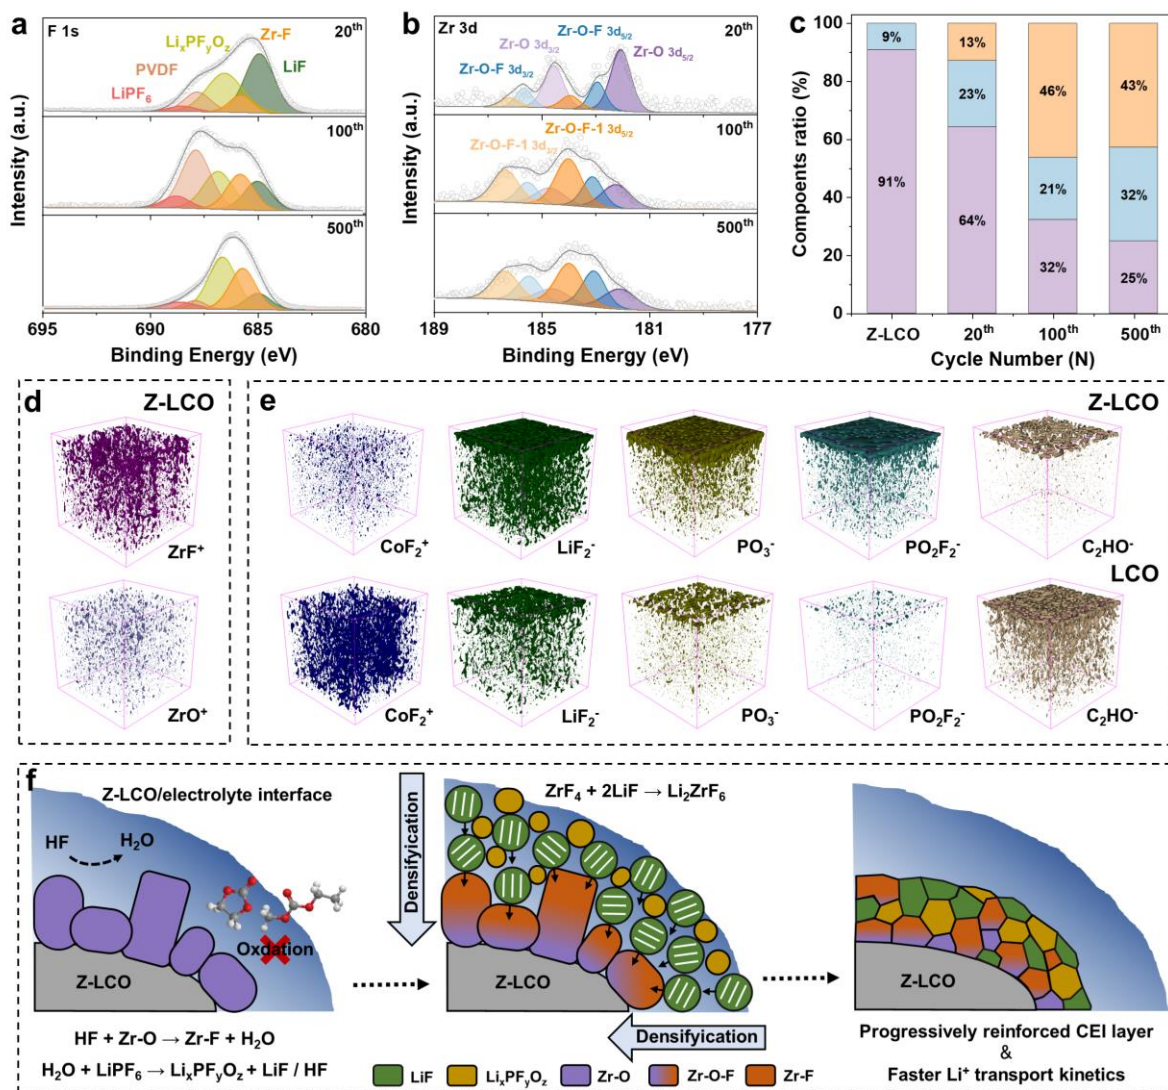 a
F 1s
20th
LixPFyOz
Zr-F
PVDF
LiF
LiPF6
100th
500th
Intensity (a.u.)
695 690 685 680
Binding Energy (eV)
b
Zr 3d
20th
Zr-O-F 3d5/2
Zr-O 3d3/2
Zr-O 3d5/2
Zr-O-F 3d3/2
100th
Zr-O-F-1 3d5/2
Zr-O-F-1 3d3/2
500th
Intensity (a.u.)
189 185 181 177
Binding Energy (eV)
c
100
80
60
40
20
0
Compoents ratio (%)
9% 13% 46% 43%
23% 21% 32%
91% 64% 32% 25%
Z-LCO 20th 100th 500th
Cycle Number (N)
d
Z-LCO
ZrF+
ZrO+
e
Z-LCO
CoF2+ LiF2- PO3- PO2F2- C2HO-
LCO
CoF2+ LiF2- PO3- PO2F2- C2HO-
f
Z-LCO/electrolyte interface
HF
H2O
Oxdation
Z-LCO
HF + Zr-O → Zr-F + H2O
H2O + LiPF6 → LixPFyOz + LiF / HF
Densifyication
ZrF4 + 2LiF → Li2ZrF6
Z-LCO
Densifyication
Z-LCO
Progressively reinforced CEI layer
&
Faster Li+ transport kinetics
LiF LixPFyOz Zr-O Zr-O-F Zr-F